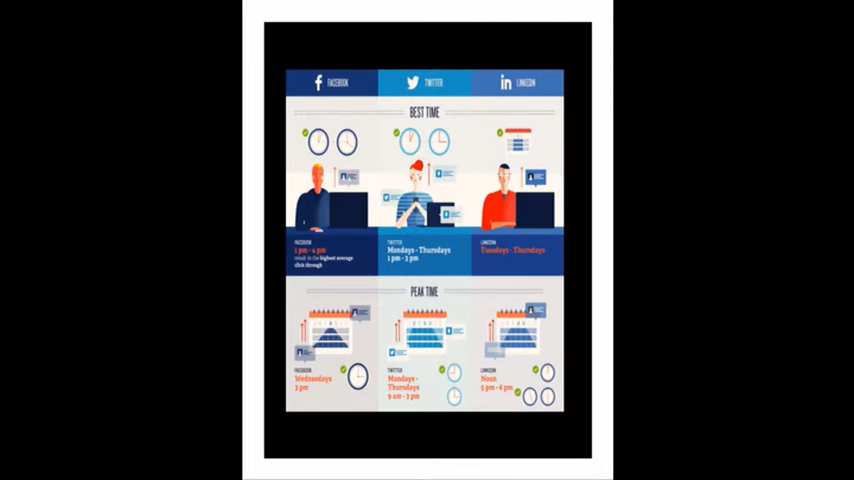 FACEBOOK
TWITTER
LINKEDIN
BEST TIME
FACEBOOK
1 pm - 4 pm
result in the highest average
click through
TWITTER
Mondays - Thursdays
1 pm - 3 pm
LINKEDIN
Tuesdays - Thursdays
PEAK TIME
FACEBOOK
Wednesdays
3 pm
TWITTER
Mondays -
Thursdays
9 am - 3 pm
LINKEDIN
Noon
5 pm - 6 pm